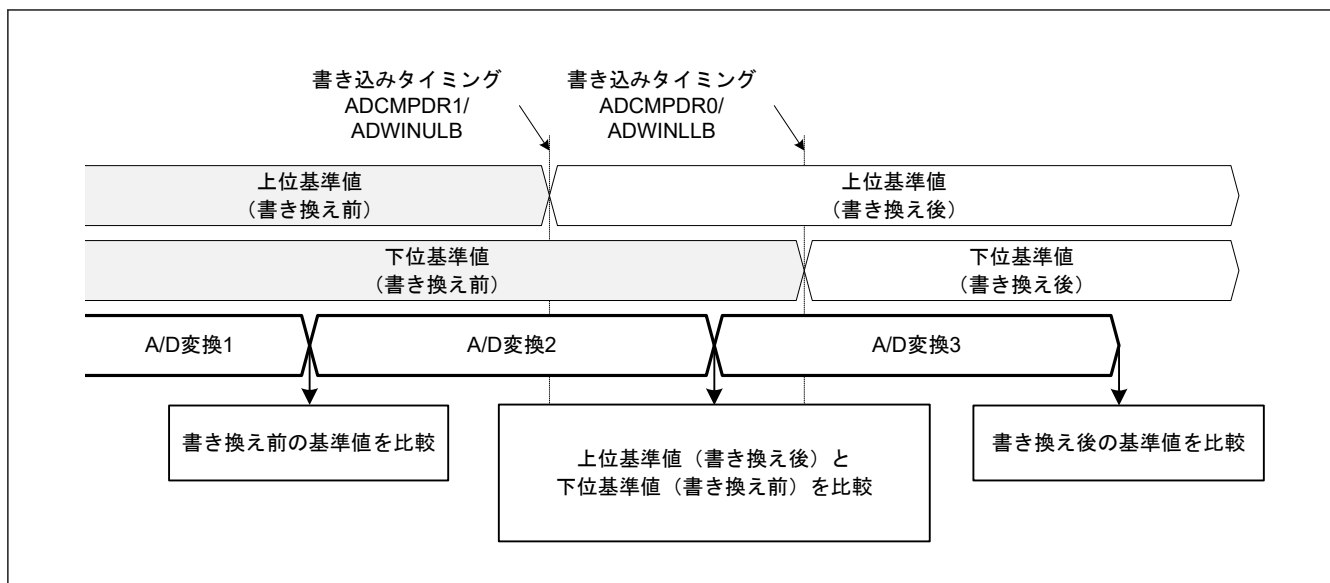 書き込みタイミング
ADCMPDR1/
ADWINULB
書き込みタイミング
ADCMPDR0/
ADWINLLB
上位基準値
（書き換え前）
上位基準値
（書き換え後）
下位基準値
（書き換え前）
下位基準値
（書き換え後）
A/D変換1
A/D変換2
A/D変換3
書き換え前の基準値を比較
上位基準値（書き換え後）と
下位基準値（書き換え前）を比較
書き換え後の基準値を比較